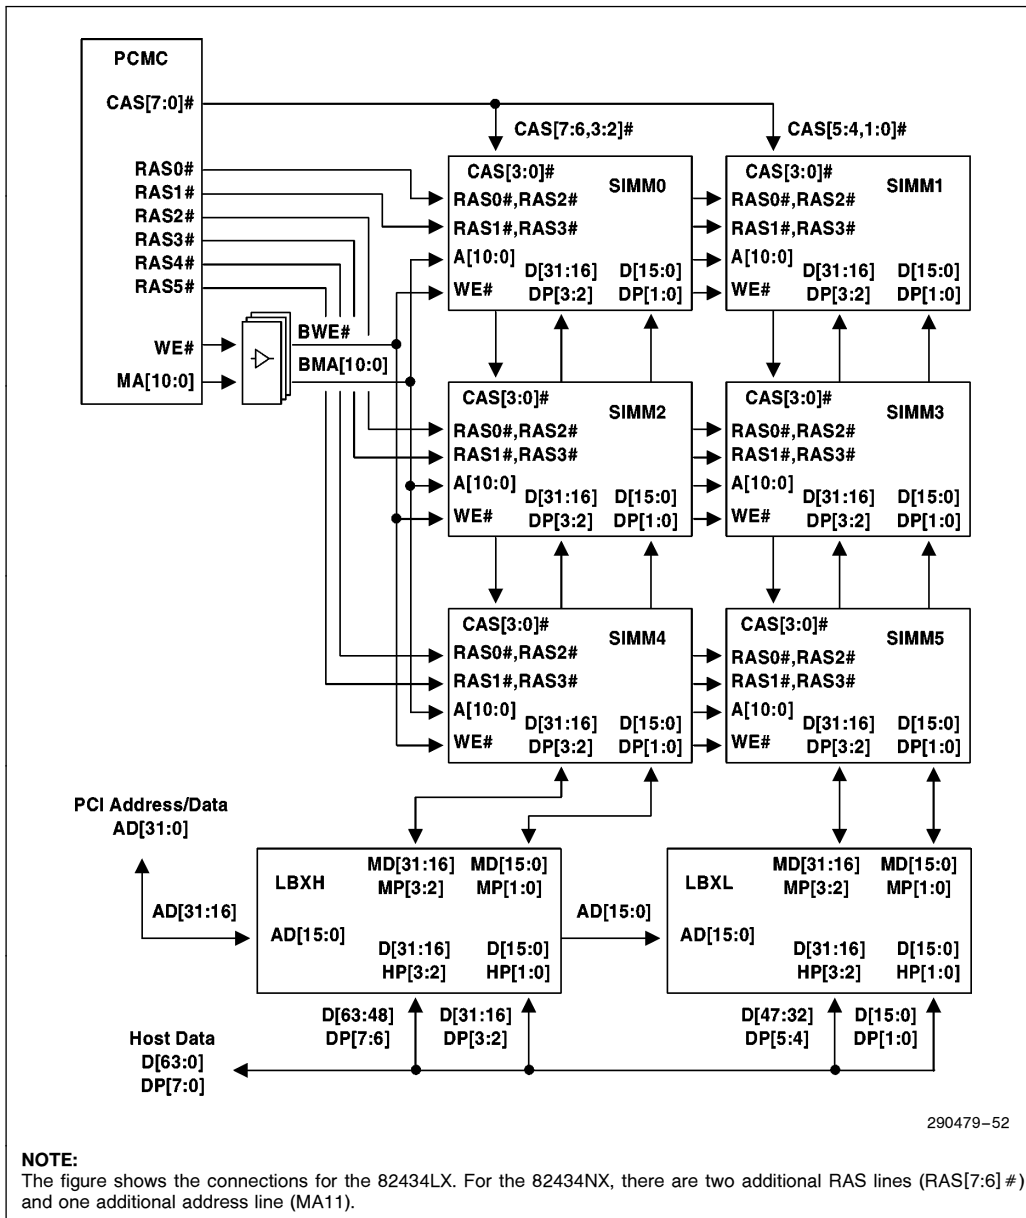 PCMC
CAS[7:0]#
CAS[7:6,3:2]#
CAS[5:4,1:0]#
RAS0#
RAS1#
RAS2#
RAS3#
RAS4#
RAS5#
WE#
MA[10:0]
BWE#
BMA[10:0]
CAS[3:0]#
SIMM0
RAS0#,RAS2#
RAS1#,RAS3#
A[10:0]
D[31:16] D[15:0]
WE#
DP[3:2] DP[1:0]
CAS[3:0]#
SIMM1
RAS0#,RAS2#
RAS1#,RAS3#
A[10:0]
D[31:16] D[15:0]
WE#
DP[3:2] DP[1:0]
CAS[3:0]#
SIMM2
RAS0#,RAS2#
RAS1#,RAS3#
A[10:0]
D[31:16] D[15:0]
WE#
DP[3:2] DP[1:0]
CAS[3:0]#
SIMM3
RAS0#,RAS2#
RAS1#,RAS3#
A[10:0]
D[31:16] D[15:0]
WE#
DP[3:2] DP[1:0]
CAS[3:0]#
SIMM4
RAS0#,RAS2#
RAS1#,RAS3#
A[10:0]
D[31:16] D[15:0]
WE#
DP[3:2] DP[1:0]
CAS[3:0]#
SIMM5
RAS0#,RAS2#
RAS1#,RAS3#
A[10:0]
D[31:16] D[15:0]
WE#
DP[3:2] DP[1:0]
PCI Address/Data
AD[31:0]
AD[31:16]
LBXH
MD[31:16] MD[15:0]
MP[3:2] MP[1:0]
AD[15:0]
D[31:16] D[15:0]
HP[3:2] HP[1:0]
AD[15:0]
LBXL
MD[31:16] MD[15:0]
MP[3:2] MP[1:0]
AD[15:0]
D[31:16] D[15:0]
HP[3:2] HP[1:0]
D[63:48] D[31:16]
DP[7:6] DP[3:2]
D[47:32] D[15:0]
DP[5:4] DP[1:0]
Host Data
D[63:0]
DP[7:0]
290479–52
NOTE:
The figure shows the connections for the 82434LX. For the 82434NX, there are two additional RAS lines (RAS[7:6]#)
and one additional address line (MA11).